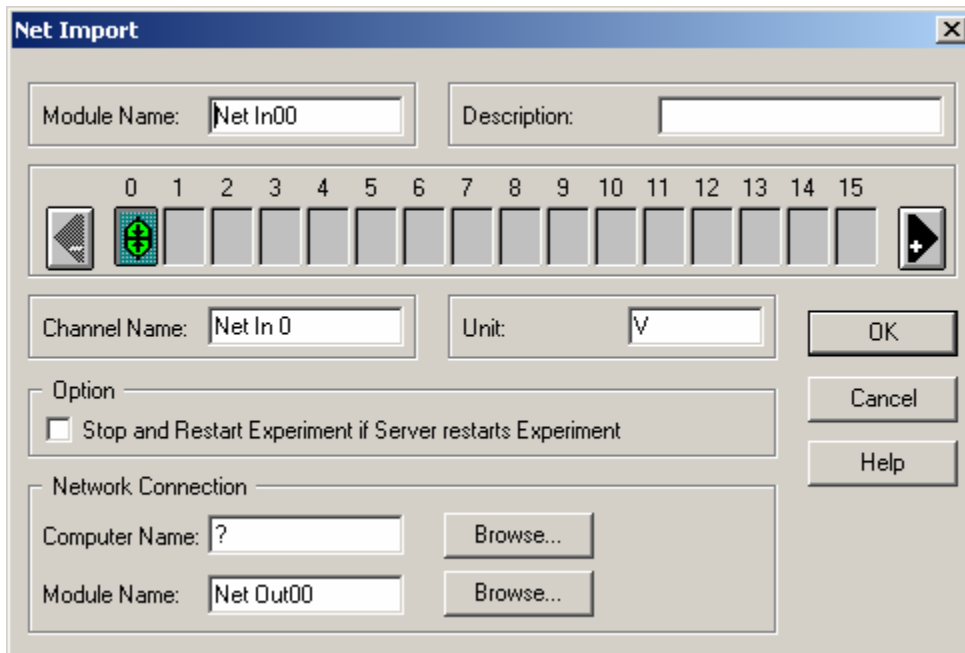 Net Import
Module Name: Net In00 Description:
0 1 2 3 4 5 6 7 8 9 10 11 12 13 14 15
- +
Channel Name: Net In 0 Unit: V
OK
Option
Cancel
Stop and Restart Experiment if Server restarts Experiment
Help
Network Connection
Computer Name: ? Browse...
Module Name: Net Out00 Browse...